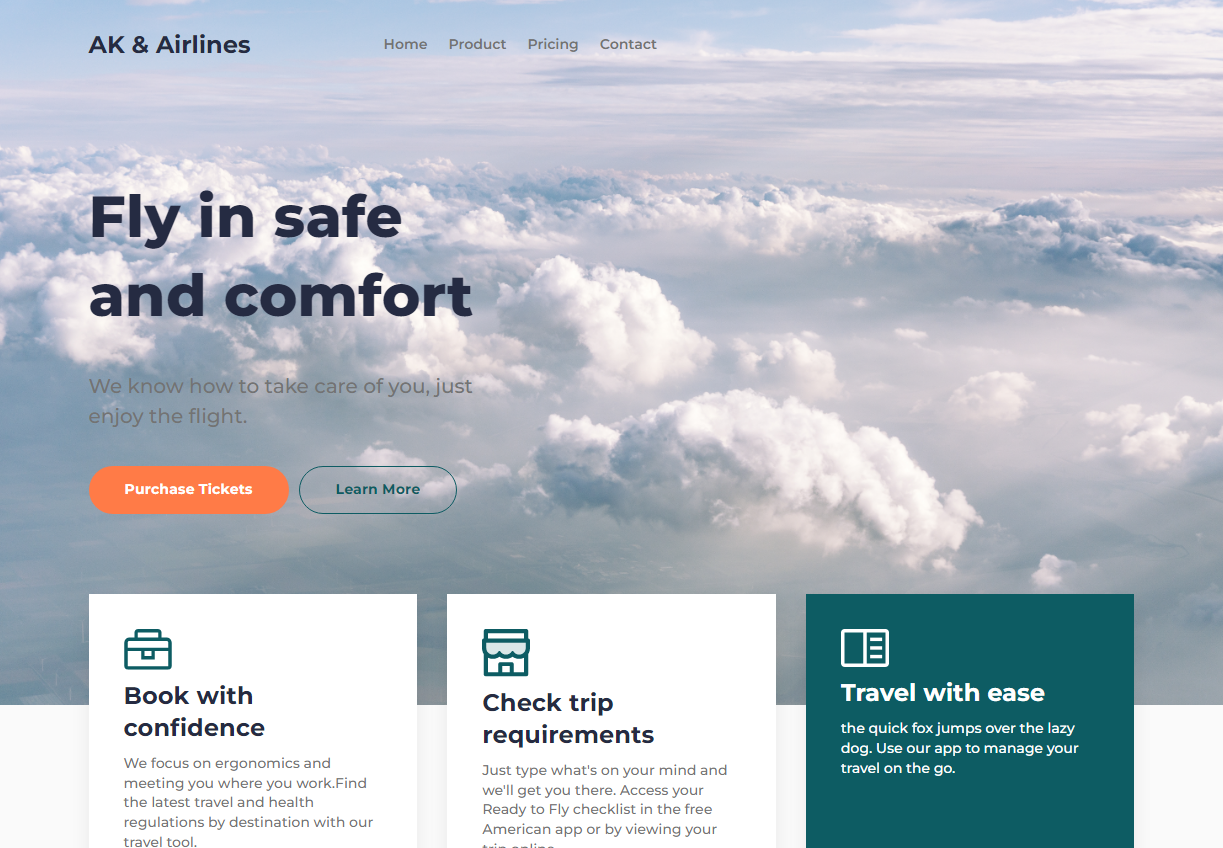 AK & Airlines
Home Product Pricing Contact
Fly in safe
and comfort
We know how to take care of you, just
enjoy the flight.
Purchase Tickets
Learn More
Book with
confidence
We focus on ergonomics and
meeting you where you work.Find
the latest travel and health
regulations by destination with our
travel tool.
Check trip
requirements
Just type what's on your mind and
we'll get you there. Access your
Ready to Fly checklist in the free
American app or by viewing your
trip online
Travel with ease
the quick fox jumps over the lazy
dog. Use our app to manage your
travel on the go.